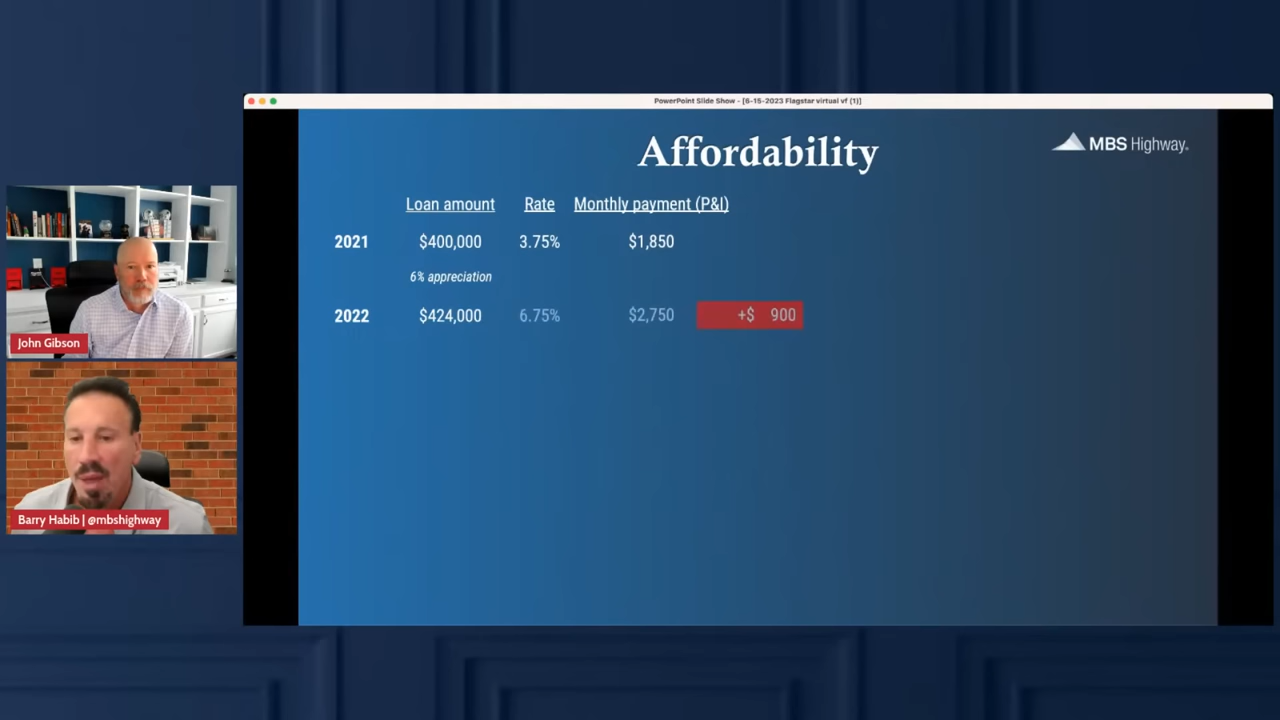 PowerPoint Slide Show - [6-15-2023 Flagstar virtual vf (1)]
Affordability
MBS Highway.
Loan amount Rate Monthly payment (P&I)
2021 $400,000 3.75% $1,850
6% appreciation
2022 $424,000 6.75% $2,750 +$ 900
John Gibson
Barry Habib | @mbshighway